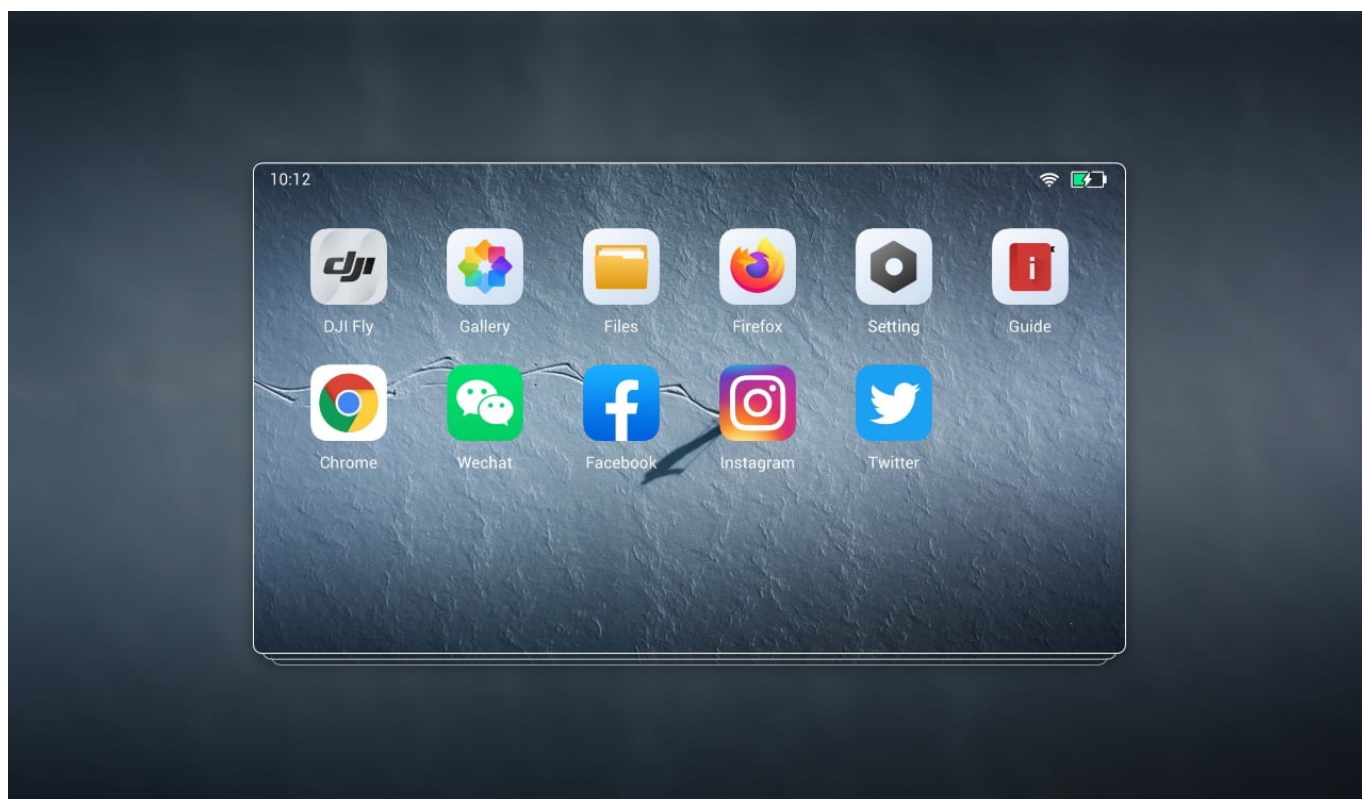 10:12
dji
DJI Fly Gallery Files Firefox Setting Guide
Chrome Wechat Facebook Instagram Twitter